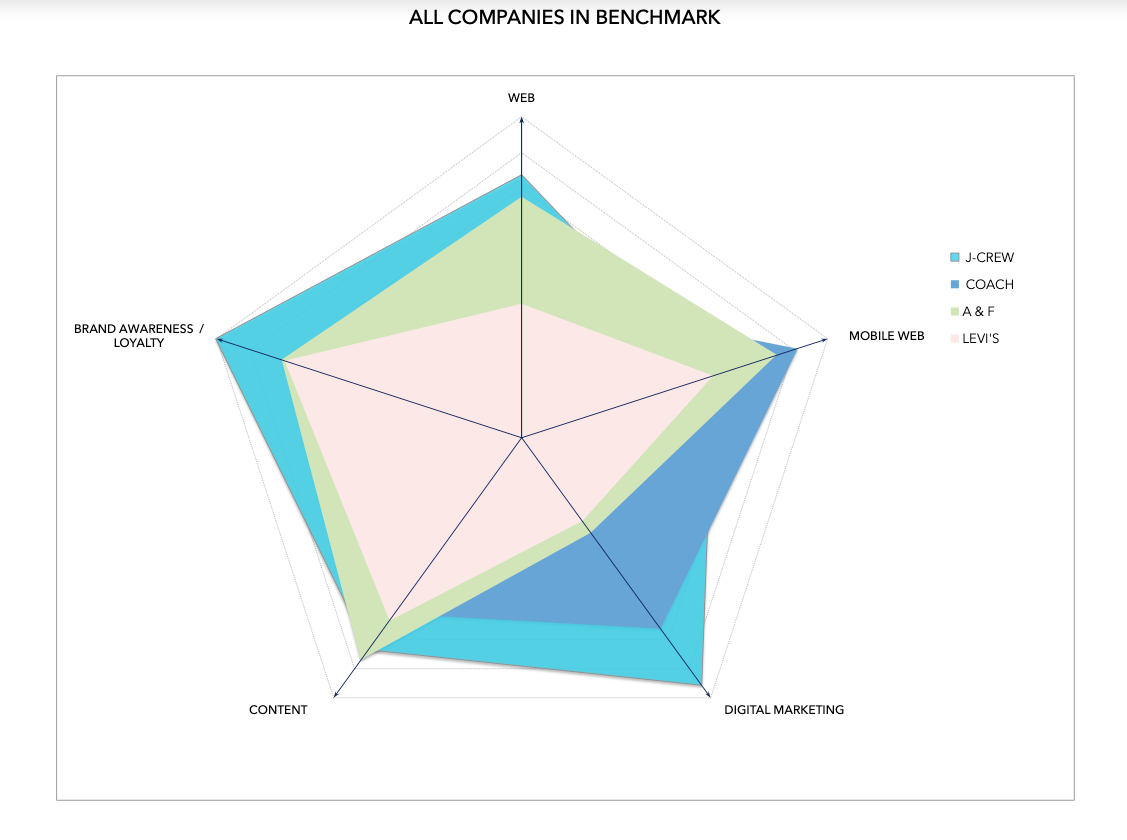 ALL COMPANIES IN BENCHMARK
WEB
J-CREW
COACH
A & F
LEVI'S
BRAND AWARENESS /
LOYALTY
MOBILE WEB
CONTENT
DIGITAL MARKETING